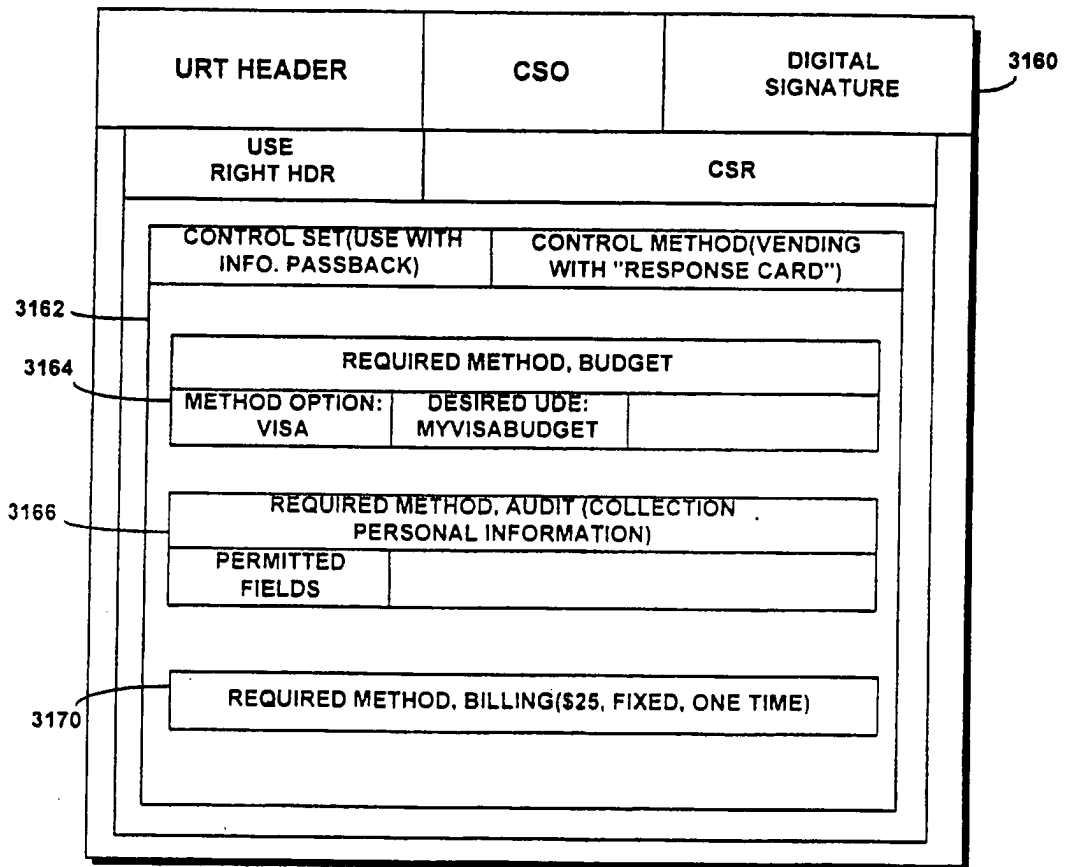 URT HEADER
CSO
DIGITAL
SIGNATURE
3160
USE
RIGHT HDR
CSR
CONTROL SET(USE WITH
INFO. PASSBACK)
CONTROL METHOD(VENDING
WITH "RESPONSE CARD")
3162
REQUIRED METHOD, BUDGET
3164
METHOD OPTION:
VISA
DESIRED UDE:
MYVISABUDGET
REQUIRED METHOD, AUDIT (COLLECTION
PERSONAL INFORMATION)
3166
PERMITTED
FIELDS
REQUIRED METHOD, BILLING($25, FIXED, ONE TIME)
3170